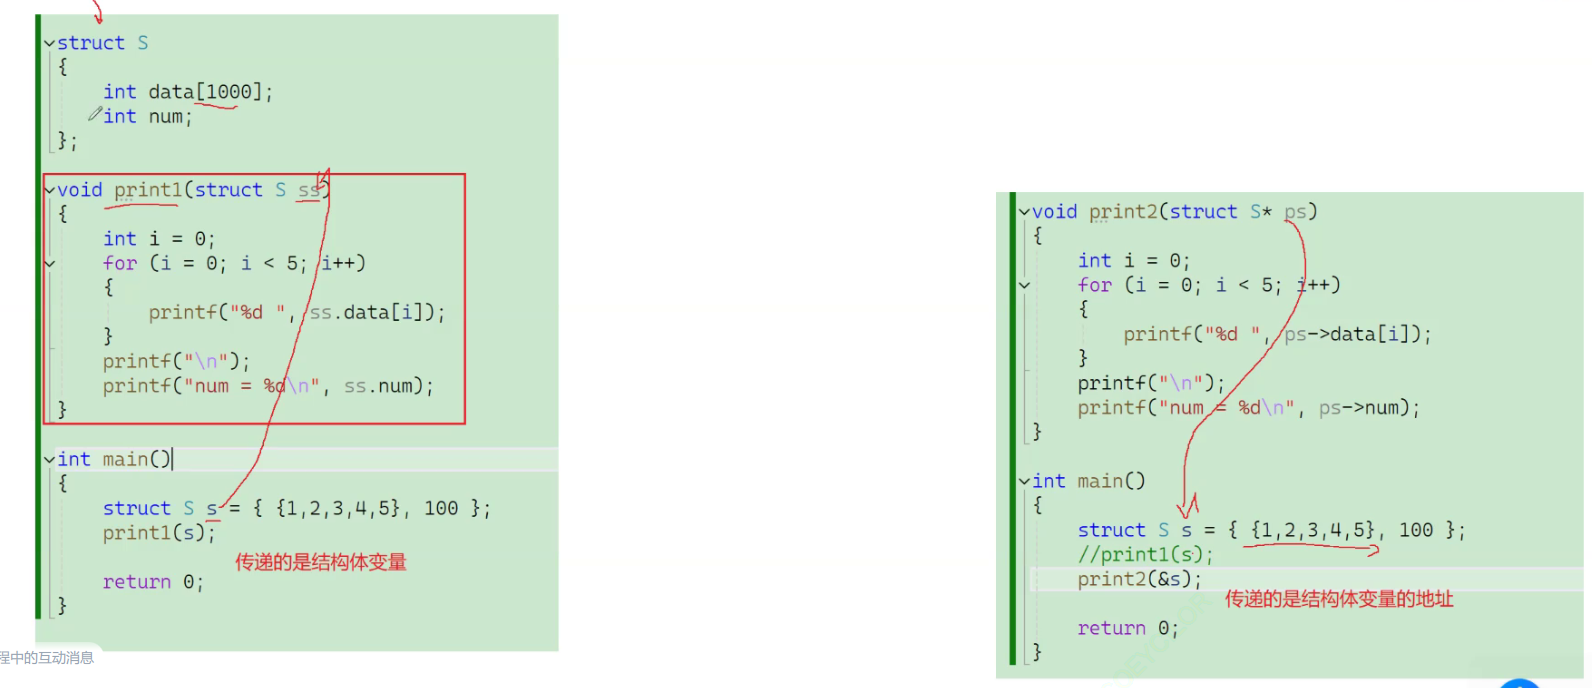 struct S
{
int data[1000];
int num;
};
void print1(struct S ss)
{
int i = 0;
for (i = 0; i < 5; i++)
{
printf("%d ", ss.data[i]);
}
printf("\n");
printf("num = %d\n", ss.num);
}
int main()
{
struct S s = { {1,2,3,4,5}, 100 };
print1(s);
传递的是结构体变量
return 0;
}
程中的互动消息
void print2(struct S* ps)
{
int i = 0;
for (i = 0; i < 5; i++)
{
printf("%d ", ps->data[i]);
}
printf("\n");
printf("num = %d\n", ps->num);
}
int main()
{
struct S s = { {1,2,3,4,5}, 100 };
//print1(s);
print2(&s);
传递的是结构体变量的地址
return 0;
}